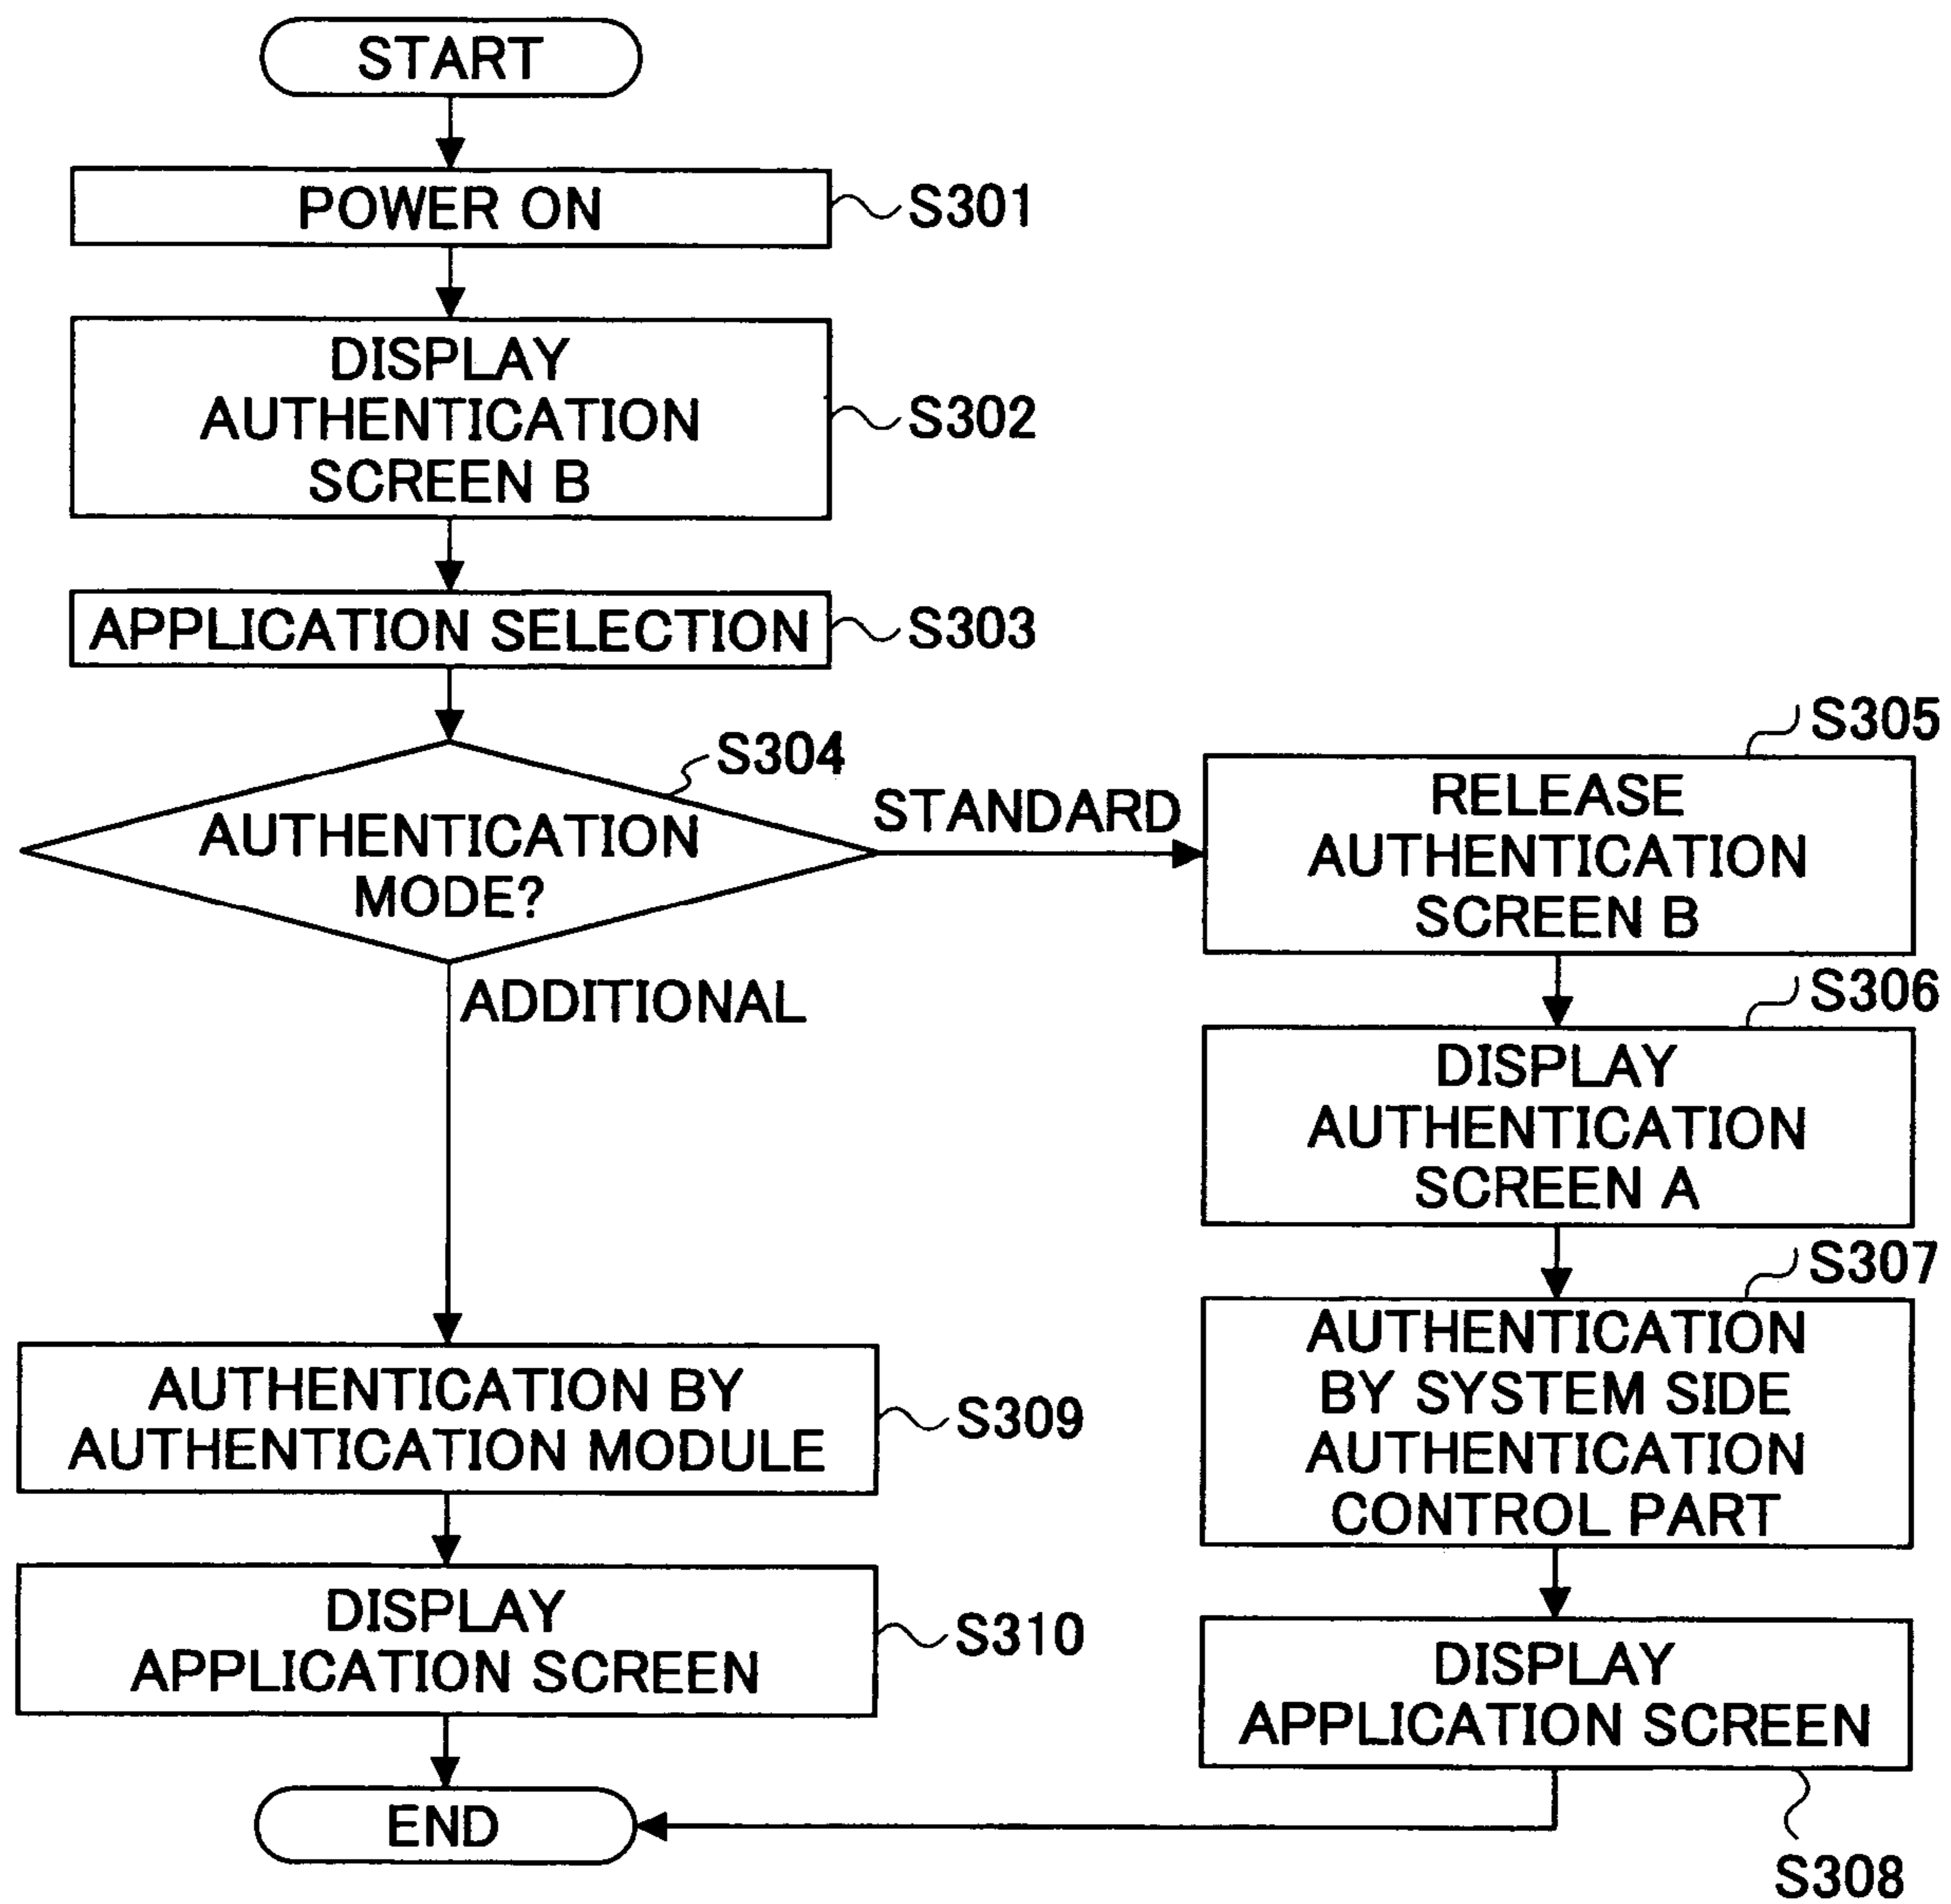 START
POWER ON
S301
DISPLAY
AUTHENTICATION
SCREEN B
S302
APPLICATION SELECTION
S303
S304
AUTHENTICATION
MODE?
STANDARD
ADDITIONAL
S305
RELEASE
AUTHENTICATION
SCREEN B
S306
DISPLAY
AUTHENTICATION
SCREEN A
S307
AUTHENTICATION
BY SYSTEM SIDE
AUTHENTICATION
CONTROL PART
DISPLAY
APPLICATION SCREEN
S308
AUTHENTICATION BY
AUTHENTICATION MODULE
S309
DISPLAY
APPLICATION SCREEN
S310
END